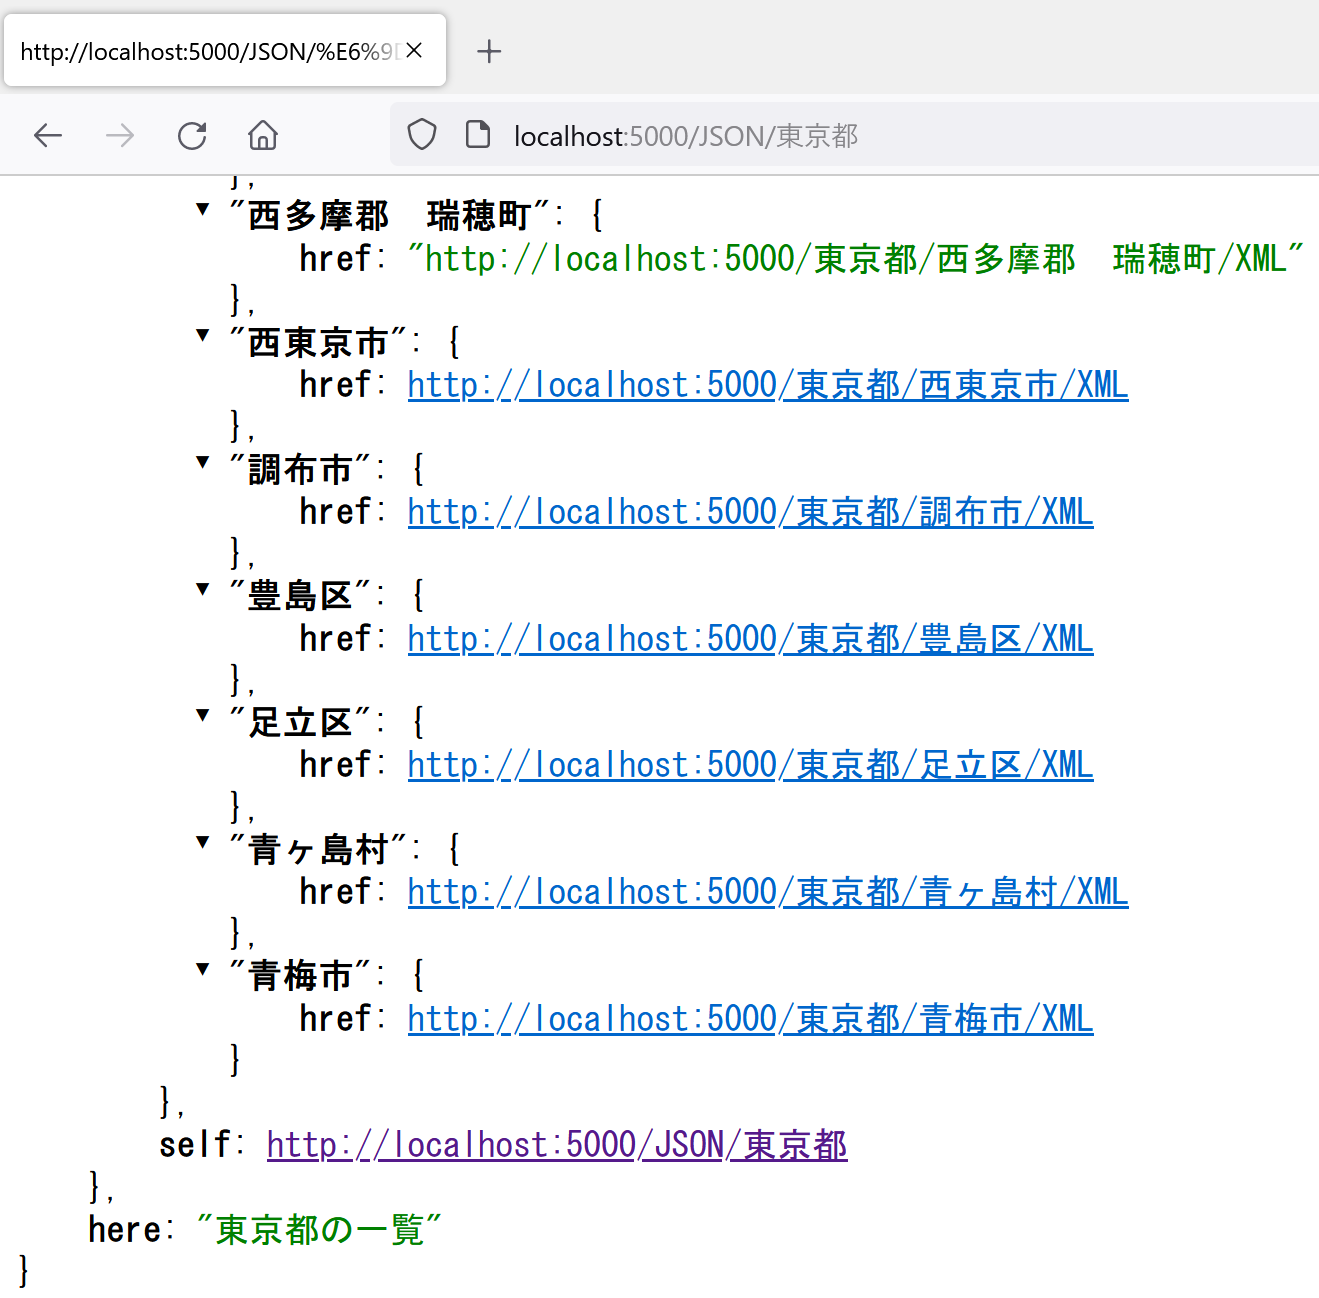 http://localhost:5000/JSON/%E6%9D
localhost:5000/JSON/東京都
},
▼ "西多摩郡　瑞穂町": {
href: "http://localhost:5000/東京都/西多摩郡　瑞穂町/XML"
},
▼ "西東京市": {
href: http://localhost:5000/東京都/西東京市/XML
},
▼ "調布市": {
href: http://localhost:5000/東京都/調布市/XML
},
▼ "豊島区": {
href: http://localhost:5000/東京都/豊島区/XML
},
▼ "足立区": {
href: http://localhost:5000/東京都/足立区/XML
},
▼ "青ヶ島村": {
href: http://localhost:5000/東京都/青ヶ島村/XML
},
▼ "青梅市": {
href: http://localhost:5000/東京都/青梅市/XML
}
},
self: http://localhost:5000/JSON/東京都
},
here: "東京都の一覧"
}